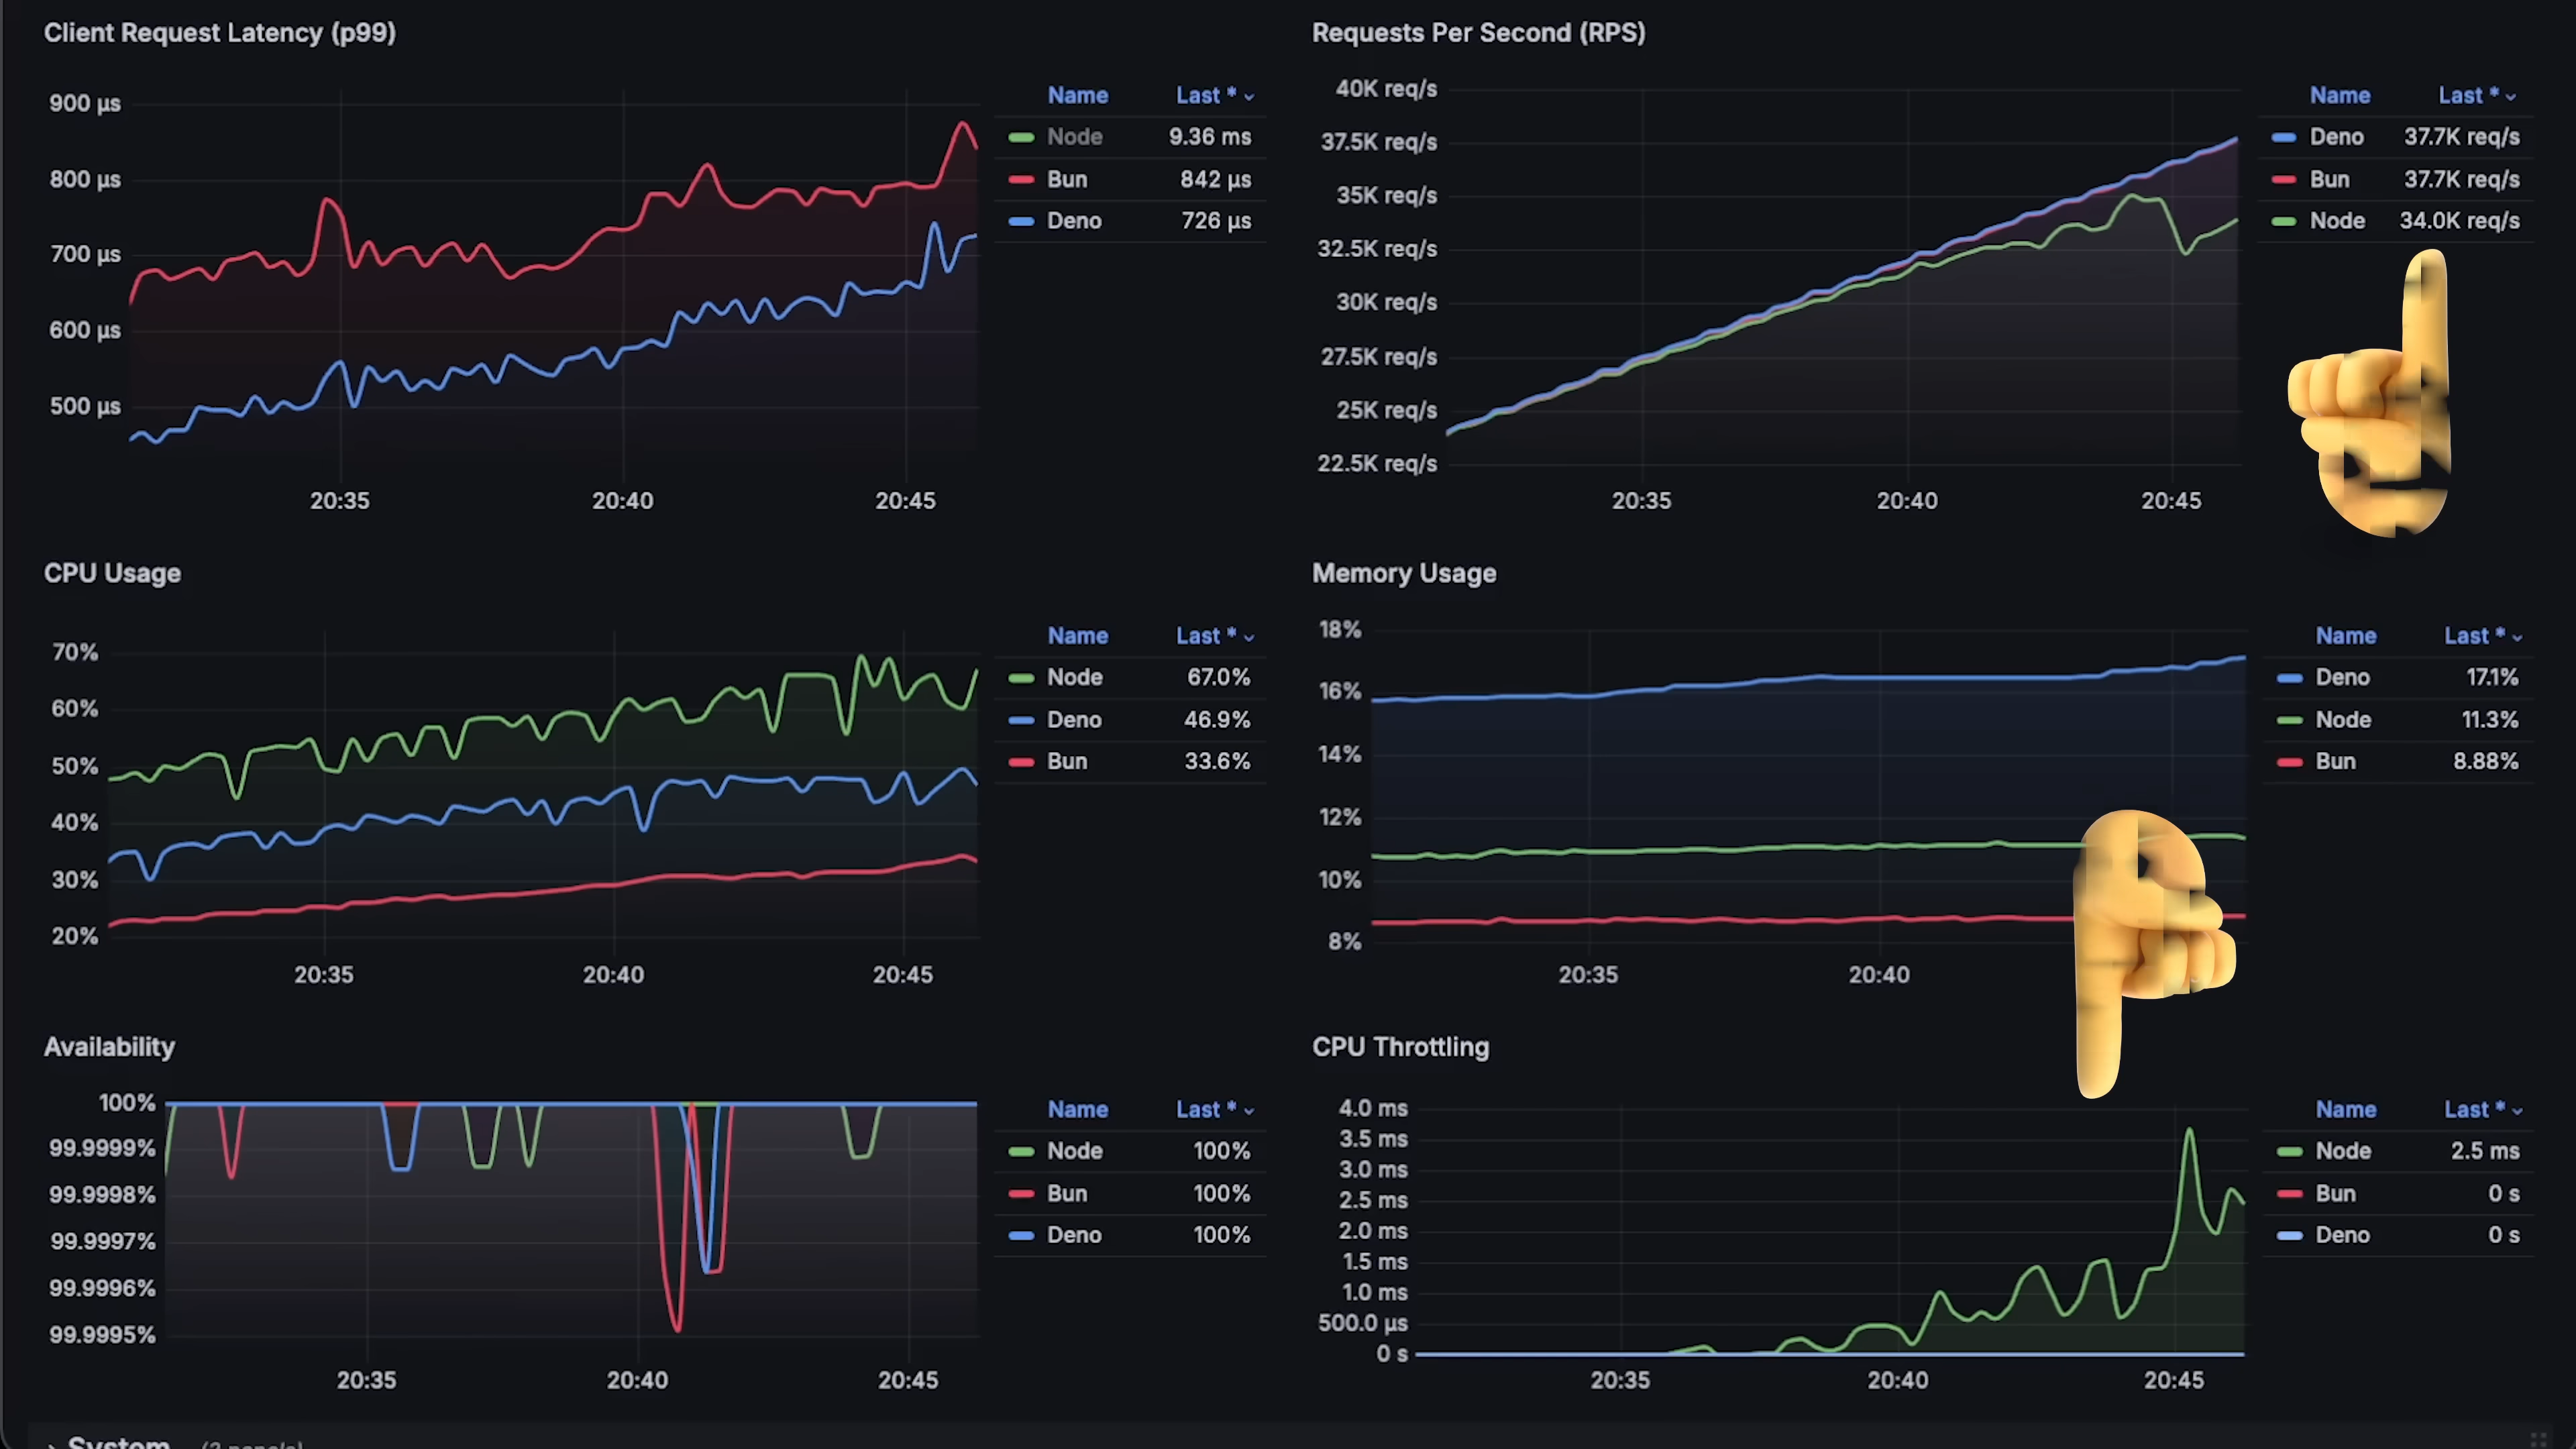 Client Request Latency (p99)
900 µs
800 µs
700 µs
600 µs
500 µs
20:35 20:40 20:45
Name Last *
Node 9.36 ms
Bun 842 µs
Deno 726 µs
Requests Per Second (RPS)
40K req/s
37.5K req/s
35K req/s
32.5K req/s
30K req/s
27.5K req/s
25K req/s
22.5K req/s
20:35 20:40 20:45
Name Last *
Deno 37.7K req/s
Bun 37.7K req/s
Node 34.0K req/s
CPU Usage
70%
60%
50%
40%
30%
20%
20:35 20:40 20:45
Name Last *
Node 67.0%
Deno 46.9%
Bun 33.6%
Memory Usage
18%
16%
14%
12%
10%
8%
20:35 20:40
Name Last *
Deno 17.1%
Node 11.3%
Bun 8.88%
Availability
100%
99.9999%
99.9998%
99.9997%
99.9996%
99.9995%
20:35 20:40 20:45
Name Last *
Node 100%
Bun 100%
Deno 100%
CPU Throttling
4.0 ms
3.5 ms
3.0 ms
2.5 ms
2.0 ms
1.5 ms
1.0 ms
500.0 µs
0 s
20:35 20:40 20:45
Name Last *
Node 2.5 ms
Bun 0 s
Deno 0 s
System